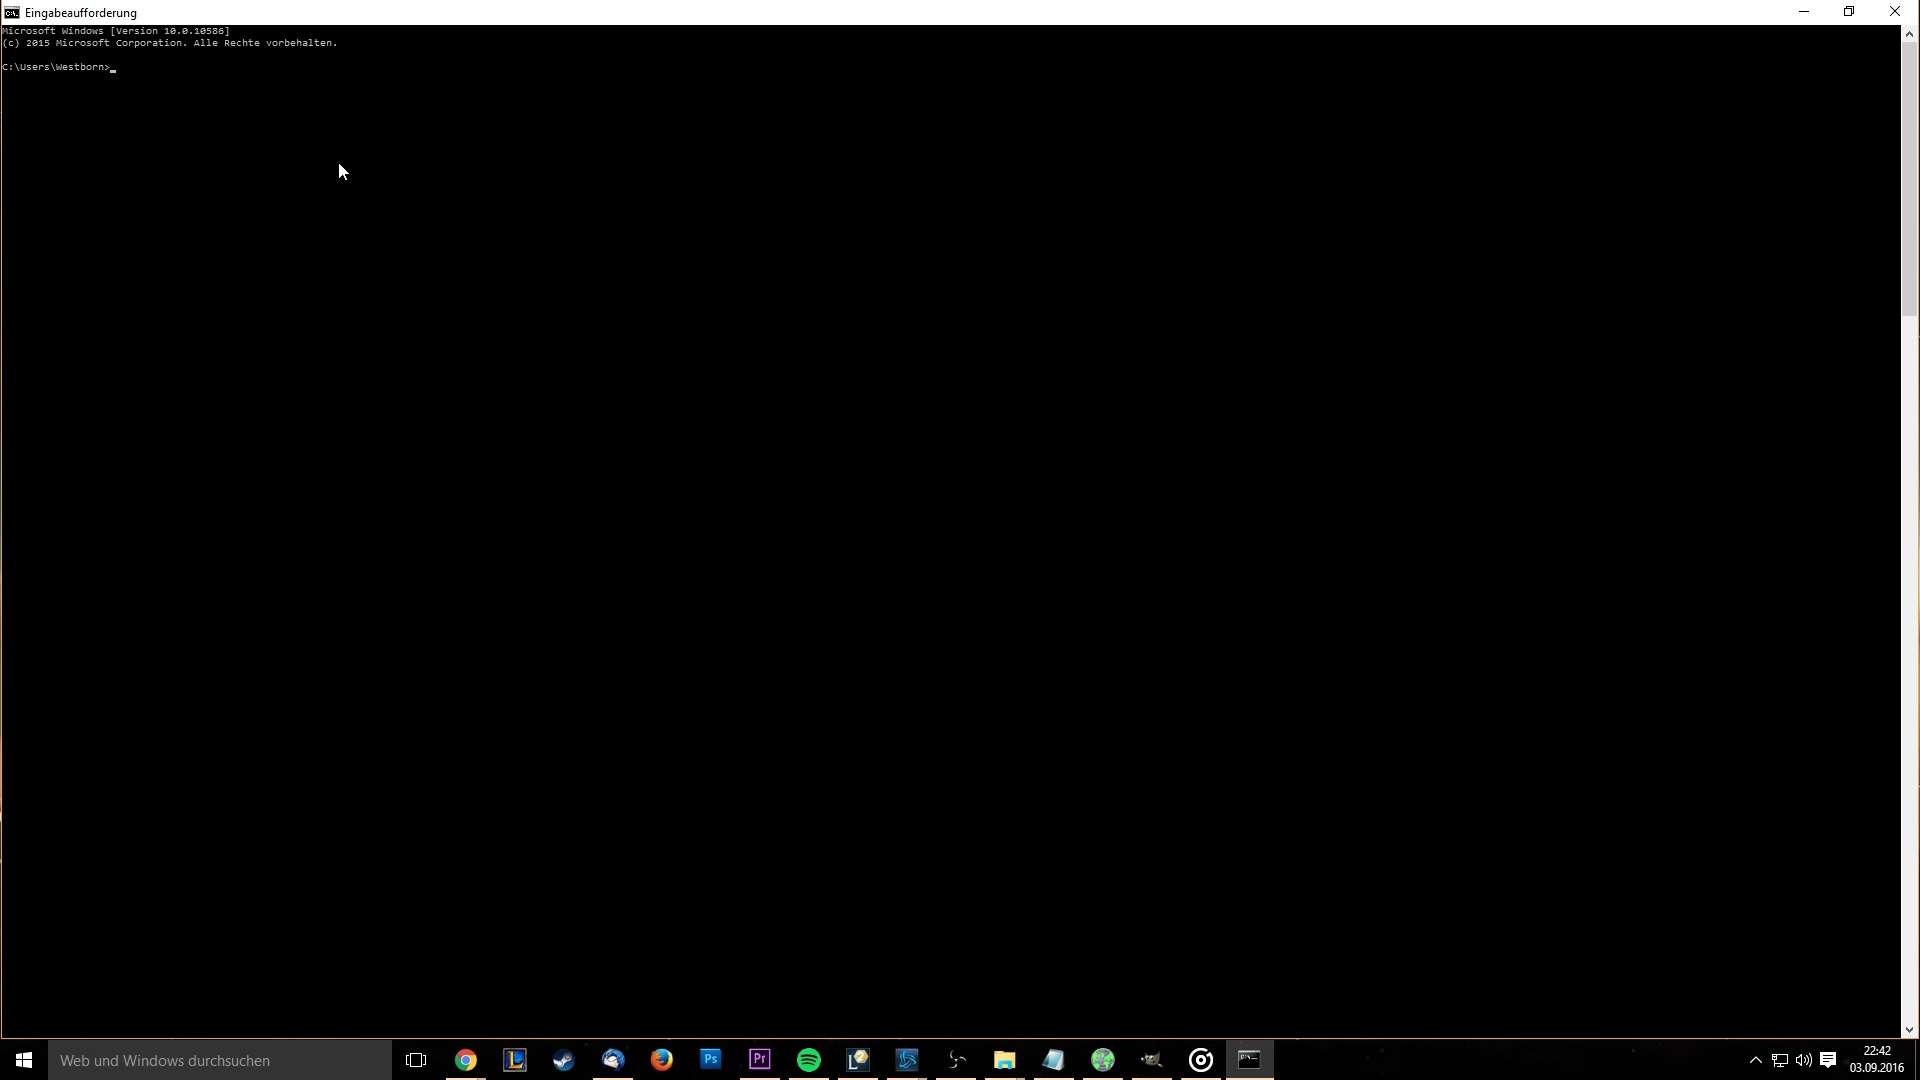 Eingabeaufforderung
Microsoft Windows [Version 10.0.10586]
(c) 2015 Microsoft Corporation. Alle Rechte vorbehalten.
C:\Users\Westborn>_
Web und Windows durchsuchen
Ps
Pr
22:42
03.09.2016